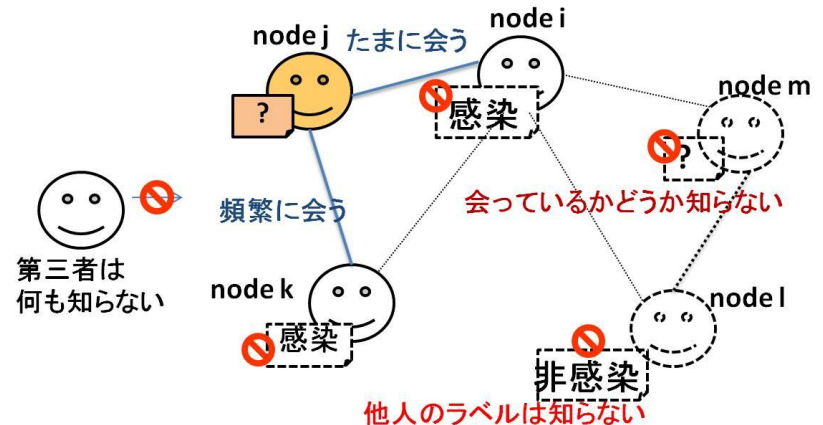 node j
たまに会う
node i
node m
?
感染
?
頻繁に会う
会っているかどうか知らない
第三者は
何も知らない
node k
node l
感染
非感染
他人のラベルは知らない